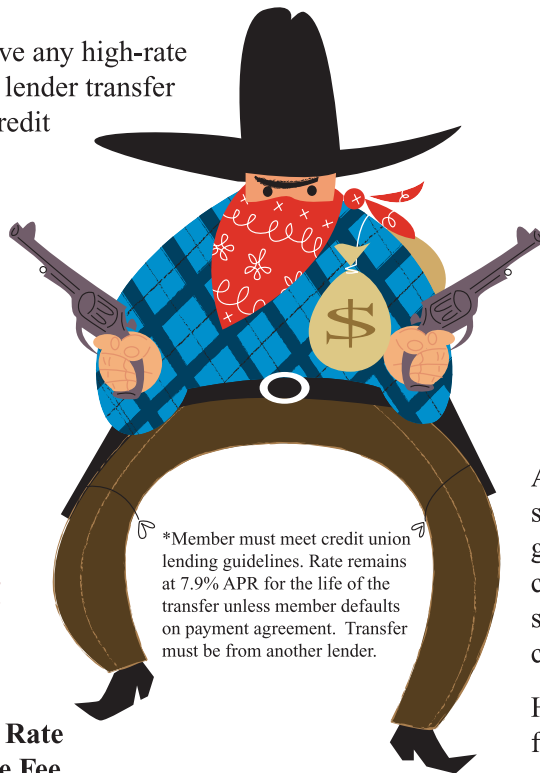 ve any high-rate
lender transfer
redit
$
*Member must meet credit union
lending guidelines. Rate remains
at 7.9% APR for the life of the
transfer unless member defaults
on payment agreement.  Transfer
must be from another lender.
A
s
g
c
s
c
H
f
Rate
e Fee